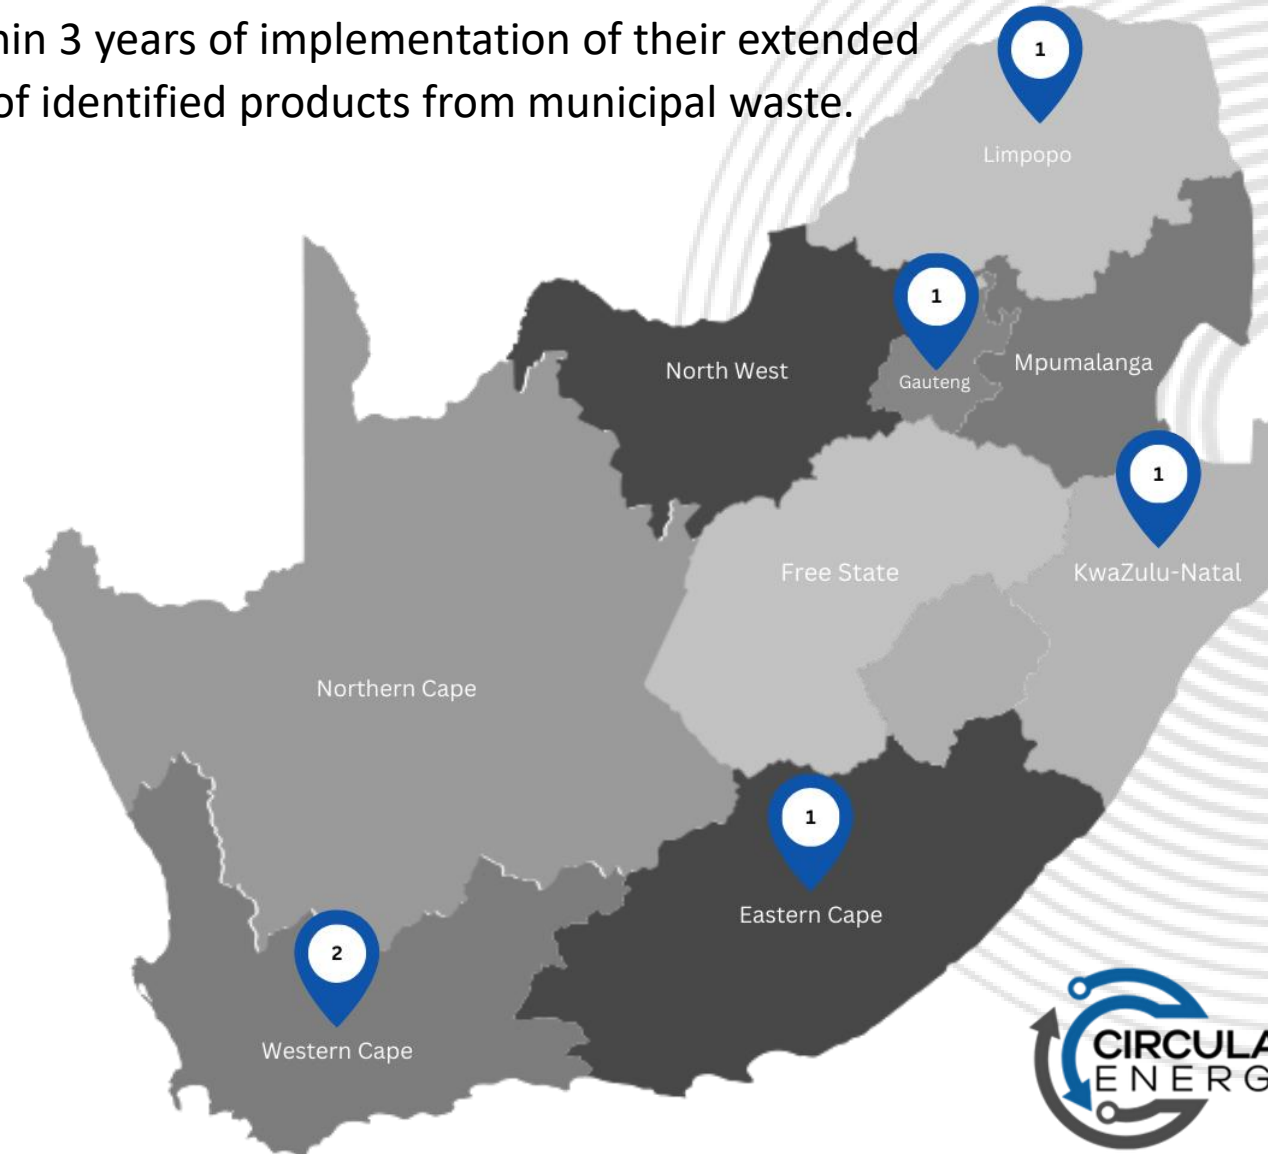 hin 3 years of implementation of their extended
of identified products from municipal waste.
1
Limpopo
1
North West
Gauteng
Mpumalanga
1
Free State
KwaZulu-Natal
Northern Cape
1
Eastern Cape
2
Western Cape
CIRCULA
ENERG